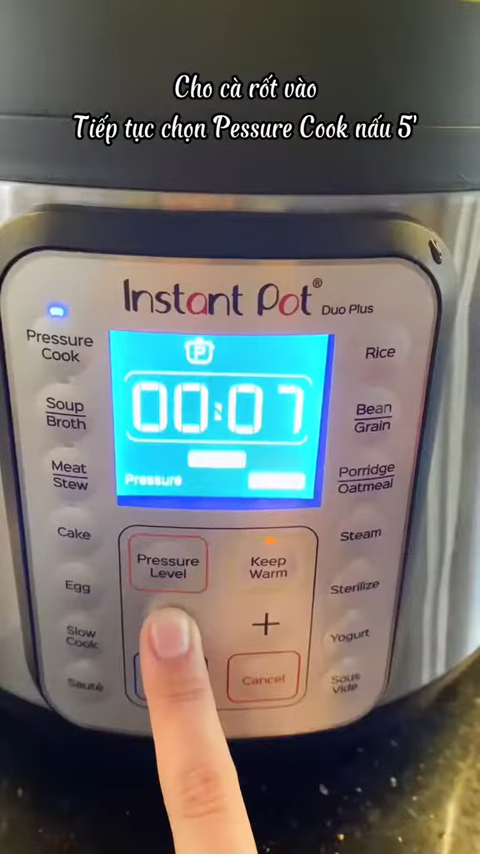 Cho cà rốt vào
Tiếp tục chọn Pessure Cook nấu 5'
Instant Pot® Duo Plus
Pressure Cook
Rice
00:07
Soup Broth
Bean Grain
Meat Stew
Pressure
Porridge Oatmeal
Cake
Pressure Level
Keep Warm
Steam
Egg
Sterilize
Slow Cook
+
Yogurt
Sauté
Cancel
Sous Vide